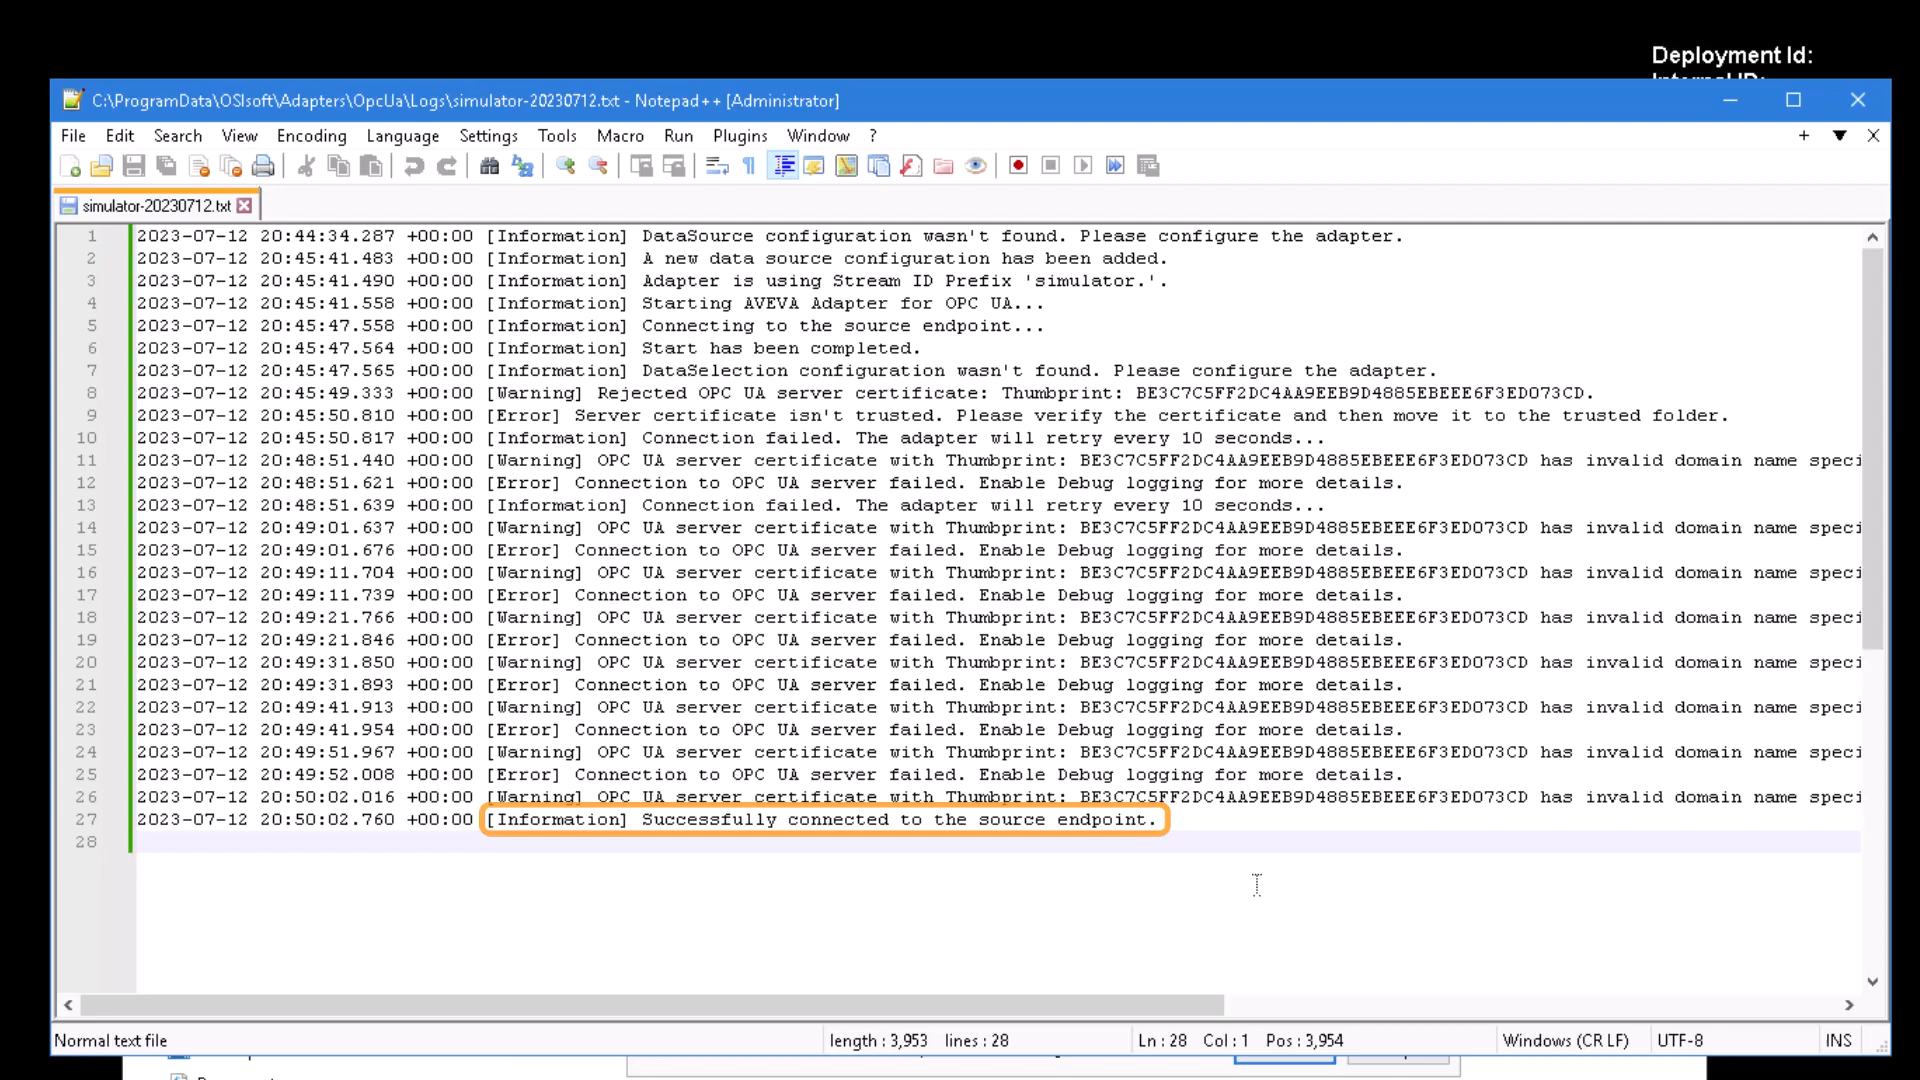 Deployment Id:
C:\ProgramData\OSIsoft\Adapters\OpcUa\Logs\simulator-20230712.txt - Notepad++ [Administrator]
File Edit Search View Encoding Language Settings Tools Macro Run Plugins Window ?
simulator-20230712.txt
1 2023-07-12 20:44:34.287 +00:00 [Information] DataSource configuration wasn't found. Please configure the adapter.
2 2023-07-12 20:45:41.483 +00:00 [Information] A new data source configuration has been added.
3 2023-07-12 20:45:41.490 +00:00 [Information] Adapter is using Stream ID Prefix 'simulator.'.
4 2023-07-12 20:45:41.558 +00:00 [Information] Starting AVEVA Adapter for OPC UA...
5 2023-07-12 20:45:47.558 +00:00 [Information] Connecting to the source endpoint...
6 2023-07-12 20:45:47.564 +00:00 [Information] Start has been completed.
7 2023-07-12 20:45:47.565 +00:00 [Information] DataSelection configuration wasn't found. Please configure the adapter.
8 2023-07-12 20:45:49.333 +00:00 [Warning] Rejected OPC UA server certificate: Thumbprint: BE3C7C5FF2DC4AA9EEB9D4885EBEEE6F3ED073CD.
9 2023-07-12 20:45:50.810 +00:00 [Error] Server certificate isn't trusted. Please verify the certificate and then move it to the trusted folder.
10 2023-07-12 20:45:50.817 +00:00 [Information] Connection failed. The adapter will retry every 10 seconds...
11 2023-07-12 20:48:51.440 +00:00 [Warning] OPC UA server certificate with Thumbprint: BE3C7C5FF2DC4AA9EEB9D4885EBEEE6F3ED073CD has invalid domain name speci
12 2023-07-12 20:48:51.621 +00:00 [Error] Connection to OPC UA server failed. Enable Debug logging for more details.
13 2023-07-12 20:48:51.639 +00:00 [Information] Connection failed. The adapter will retry every 10 seconds...
14 2023-07-12 20:49:01.637 +00:00 [Warning] OPC UA server certificate with Thumbprint: BE3C7C5FF2DC4AA9EEB9D4885EBEEE6F3ED073CD has invalid domain name speci
15 2023-07-12 20:49:01.676 +00:00 [Error] Connection to OPC UA server failed. Enable Debug logging for more details.
16 2023-07-12 20:49:11.704 +00:00 [Warning] OPC UA server certificate with Thumbprint: BE3C7C5FF2DC4AA9EEB9D4885EBEEE6F3ED073CD has invalid domain name speci
17 2023-07-12 20:49:11.739 +00:00 [Error] Connection to OPC UA server failed. Enable Debug logging for more details.
18 2023-07-12 20:49:21.766 +00:00 [Warning] OPC UA server certificate with Thumbprint: BE3C7C5FF2DC4AA9EEB9D4885EBEEE6F3ED073CD has invalid domain name speci
19 2023-07-12 20:49:21.846 +00:00 [Error] Connection to OPC UA server failed. Enable Debug logging for more details.
20 2023-07-12 20:49:31.850 +00:00 [Warning] OPC UA server certificate with Thumbprint: BE3C7C5FF2DC4AA9EEB9D4885EBEEE6F3ED073CD has invalid domain name speci
21 2023-07-12 20:49:31.893 +00:00 [Error] Connection to OPC UA server failed. Enable Debug logging for more details.
22 2023-07-12 20:49:41.913 +00:00 [Warning] OPC UA server certificate with Thumbprint: BE3C7C5FF2DC4AA9EEB9D4885EBEEE6F3ED073CD has invalid domain name speci
23 2023-07-12 20:49:41.954 +00:00 [Error] Connection to OPC UA server failed. Enable Debug logging for more details.
24 2023-07-12 20:49:51.967 +00:00 [Warning] OPC UA server certificate with Thumbprint: BE3C7C5FF2DC4AA9EEB9D4885EBEEE6F3ED073CD has invalid domain name speci
25 2023-07-12 20:49:52.008 +00:00 [Error] Connection to OPC UA server failed. Enable Debug logging for more details.
26 2023-07-12 20:50:02.016 +00:00 [Warning] OPC UA server certificate with Thumbprint: BE3C7C5FF2DC4AA9EEB9D4885EBEEE6F3ED073CD has invalid domain name speci
27 2023-07-12 20:50:02.760 +00:00 [Information] Successfully connected to the source endpoint.
28
Normal text file length : 3,953 lines : 28 Ln : 28 Col : 1 Pos : 3,954 Windows (CR LF) UTF-8 INS